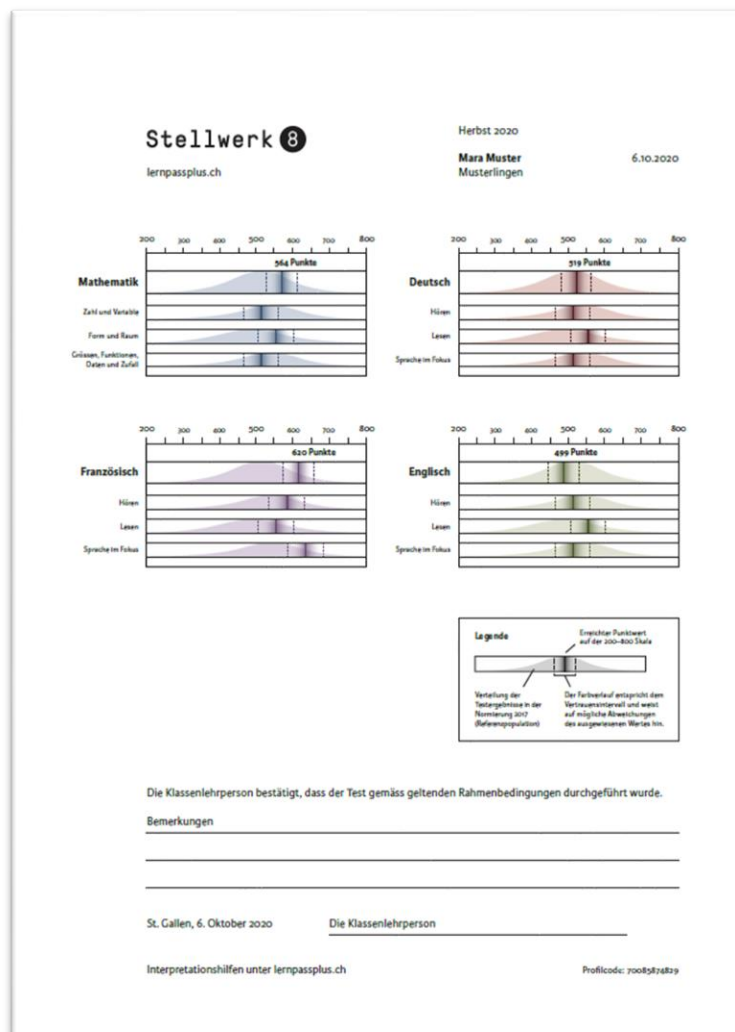 Stellwerk 8
lernpassplus.ch
Herbst 2020
Mara Muster 6.10.2020
Musterlingen
200 300 400 500 600 700 800
564 Punkte
Mathematik
Zahl und Variable
Form und Raum
Grössen, Funktionen,
Daten und Zufall
200 300 400 500 600 700 800
519 Punkte
Deutsch
Hören
Lesen
Sprache im Fokus
200 300 400 500 600 700 800
620 Punkte
Französisch
Hören
Lesen
Sprache im Fokus
200 300 400 500 600 700 800
499 Punkte
Englisch
Hören
Lesen
Sprache im Fokus
Legende
Erreichter Punktwert
auf der 200–800 Skala
Verteilung der
Testergebnisse in der
Normierung 2017
(Referenzpopulation)
Der Farbverlauf entspricht dem
Vertrauensintervall und weist
auf mögliche Abweichungen
des ausgewiesenen Wertes hin.
Die Klassenlehrperson bestätigt, dass der Test gemäss geltenden Rahmenbedingungen durchgeführt wurde.
Bemerkungen
St. Gallen, 6. Oktober 2020 Die Klassenlehrperson
Interpretationshilfen unter lernpassplus.ch Profilcode: 70085874829